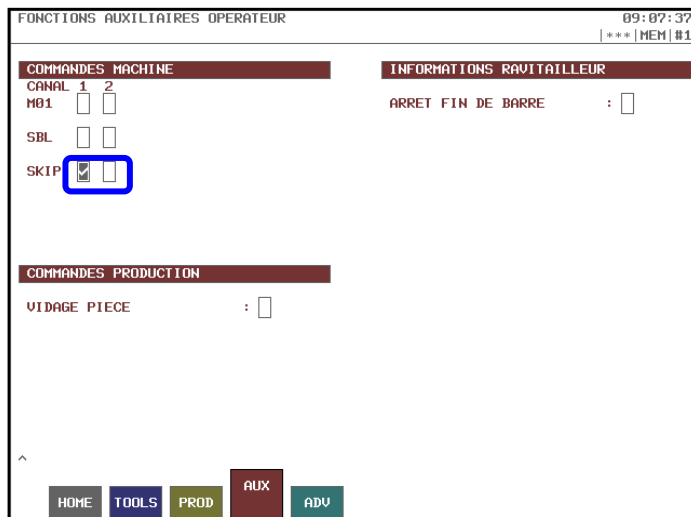 FONCTIONS AUXILIAIRES OPERATEUR 09:07:37
|***|MEM|#1
COMMANDES MACHINE
CANAL 1 2
M01
SBL
SKIP
INFORMATIONS RAVITAILLEUR
ARRET FIN DE BARRE :
COMMANDES PRODUCTION
VIDAGE PIECE :
^
HOME TOOLS PROD AUX ADV